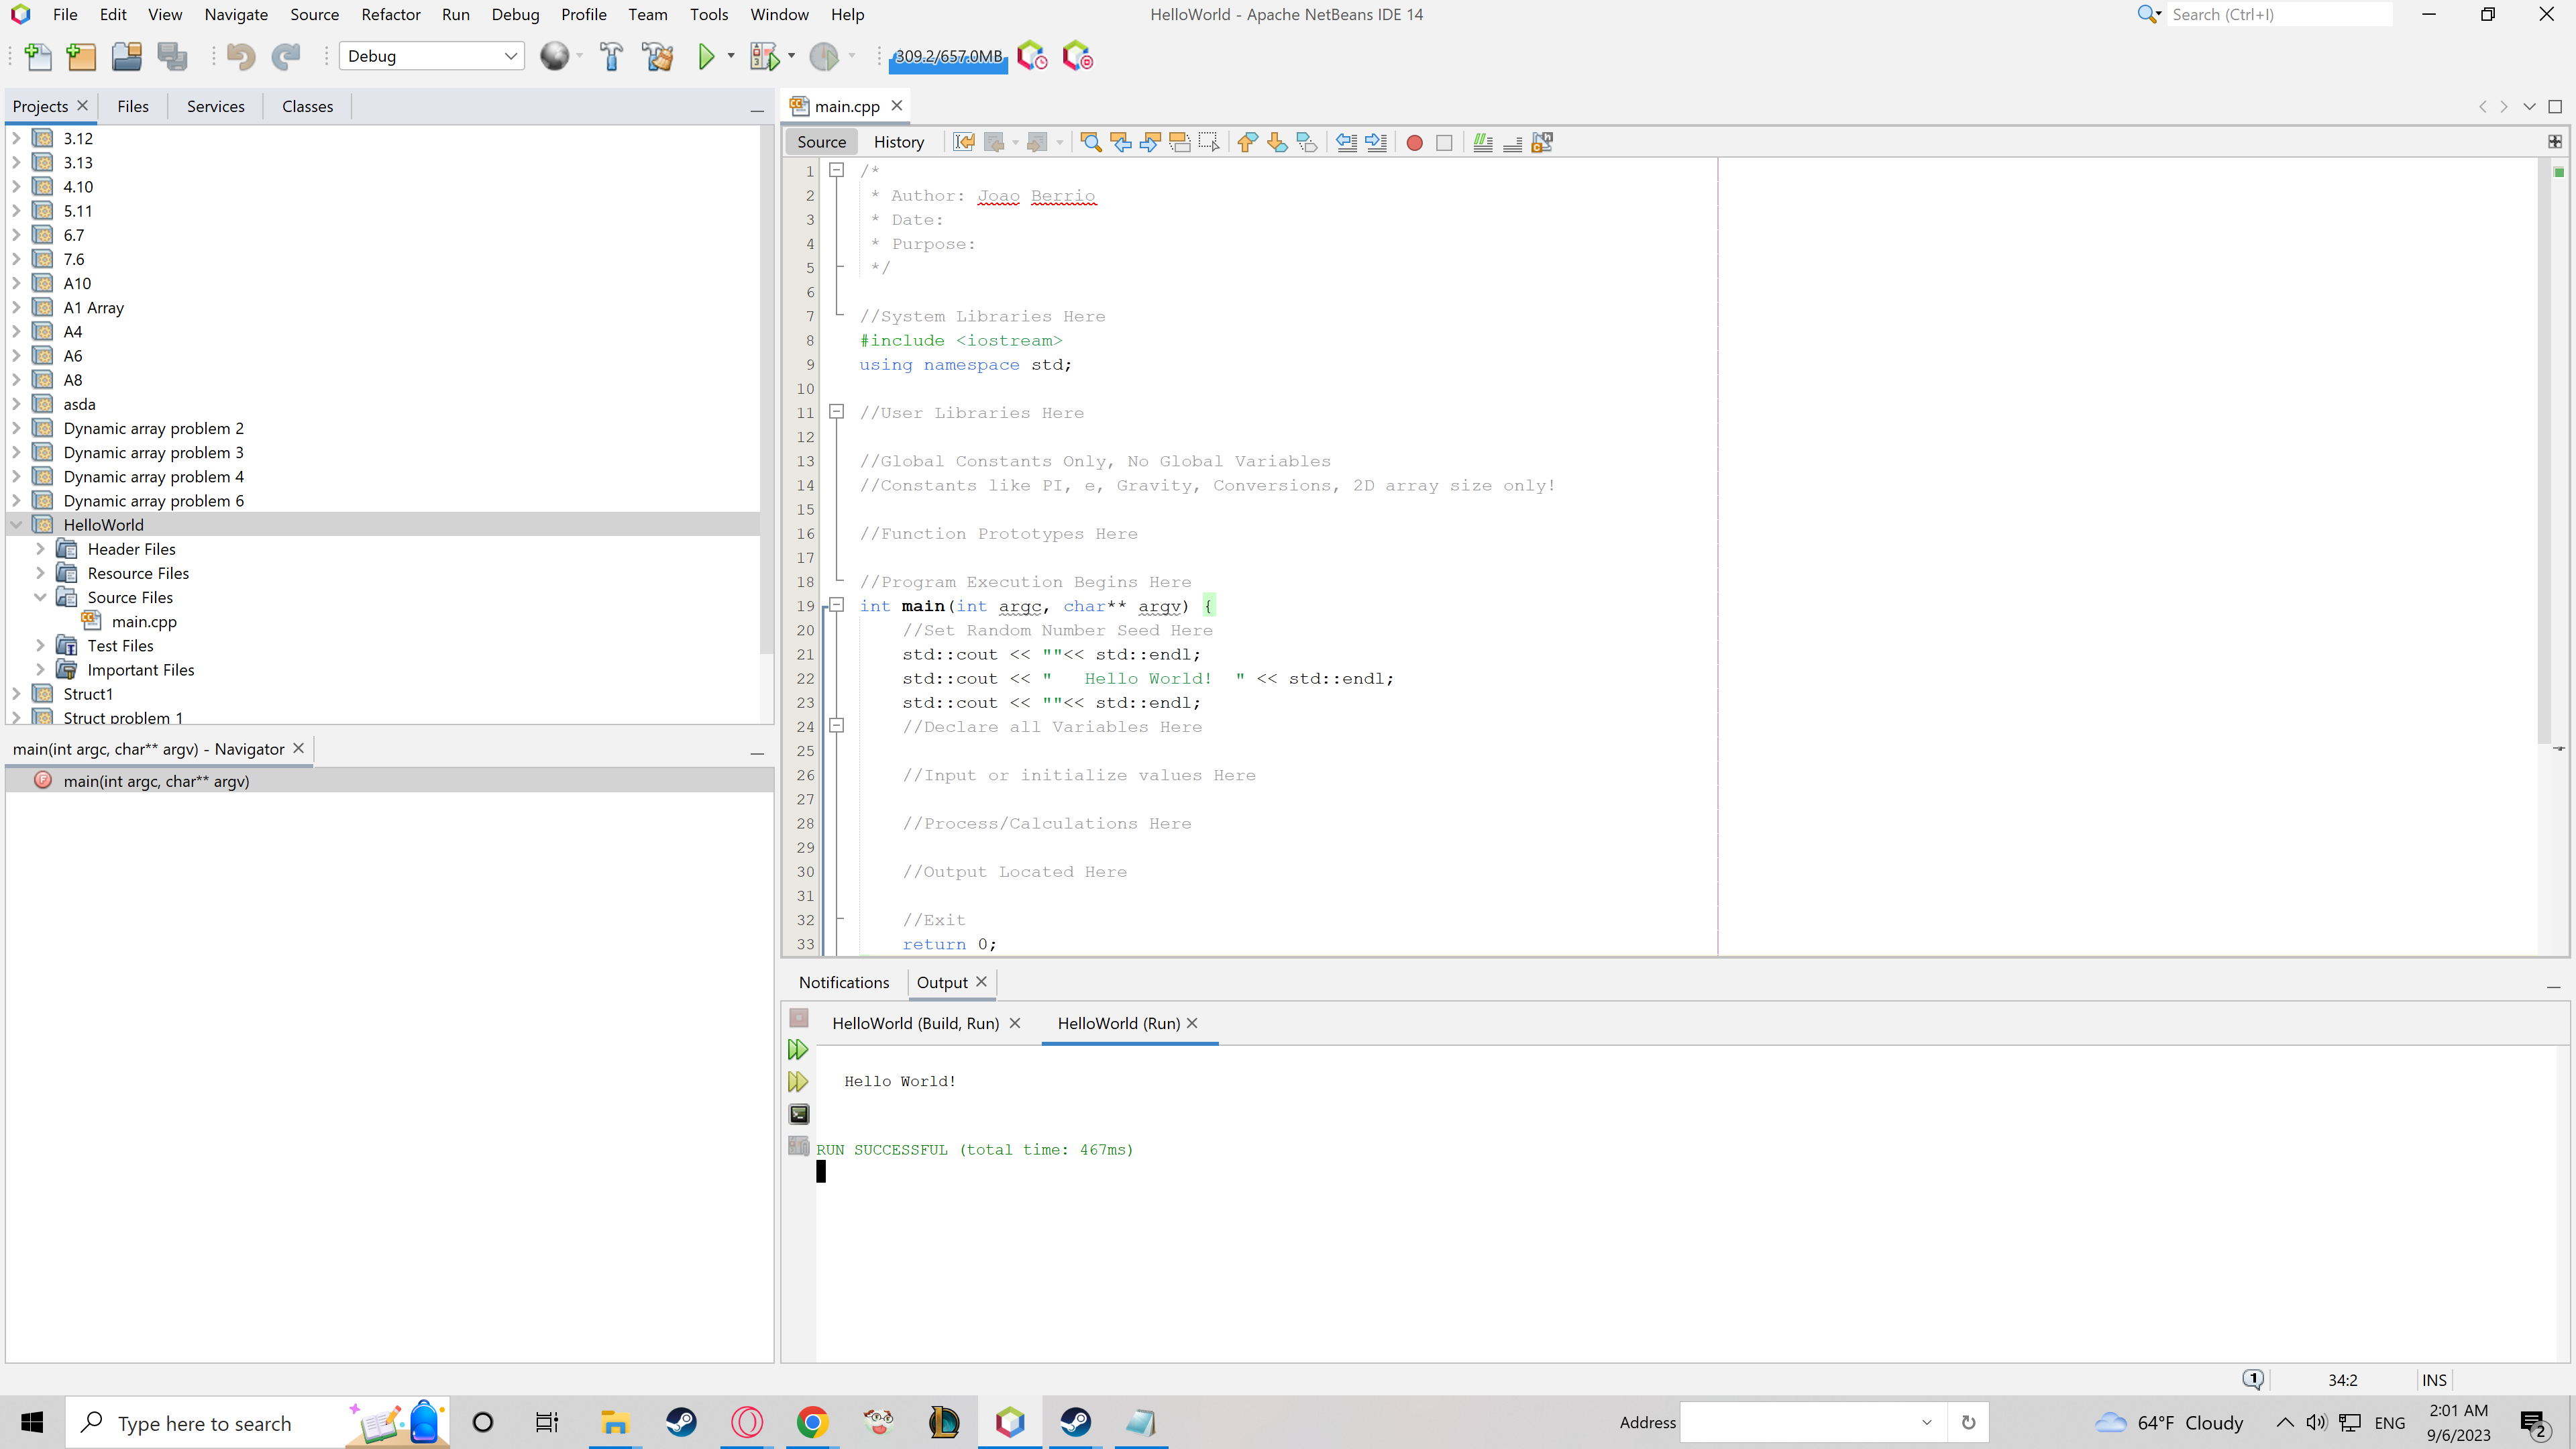 File Edit View Navigate Source Refactor Run Debug Profile Team Tools Window Help
HelloWorld - Apache NetBeans IDE 14
Search (Ctrl+I)
Debug
309.2/657.0MB
Projects Files Services Classes
3.12
3.13
4.10
5.11
6.7
7.6
A10
A1 Array
A4
A6
A8
asda
Dynamic array problem 2
Dynamic array problem 3
Dynamic array problem 4
Dynamic array problem 6
HelloWorld
Header Files
Resource Files
Source Files
main.cpp
Test Files
Important Files
Struct1
Struct problem 1
main(int argc, char** argv) - Navigator
main(int argc, char** argv)
main.cpp
Source History
1 /*
2 * Author: Joao Berrio
3 * Date:
4 * Purpose:
5 */
6
7 //System Libraries Here
8 #include <iostream>
9 using namespace std;
10
11 //User Libraries Here
12
13 //Global Constants Only, No Global Variables
14 //Constants like PI, e, Gravity, Conversions, 2D array size only!
15
16 //Function Prototypes Here
17
18 //Program Execution Begins Here
19 int main(int argc, char** argv) {
20 //Set Random Number Seed Here
21 std::cout << ""<< std::endl;
22 std::cout << "   Hello World!  " << std::endl;
23 std::cout << ""<< std::endl;
24 //Declare all Variables Here
25
26 //Input or initialize values Here
27
28 //Process/Calculations Here
29
30 //Output Located Here
31
32 //Exit
33 return 0;
Notifications Output
HelloWorld (Build, Run) HelloWorld (Run)
Hello World!
RUN SUCCESSFUL (total time: 467ms)
1 34:2 INS
Type here to search
Address
64°F Cloudy
ENG
2:01 AM
9/6/2023
2